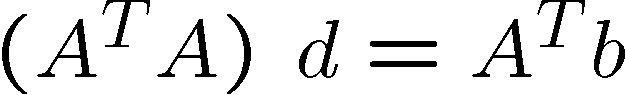 (A^T A) d = A^T b